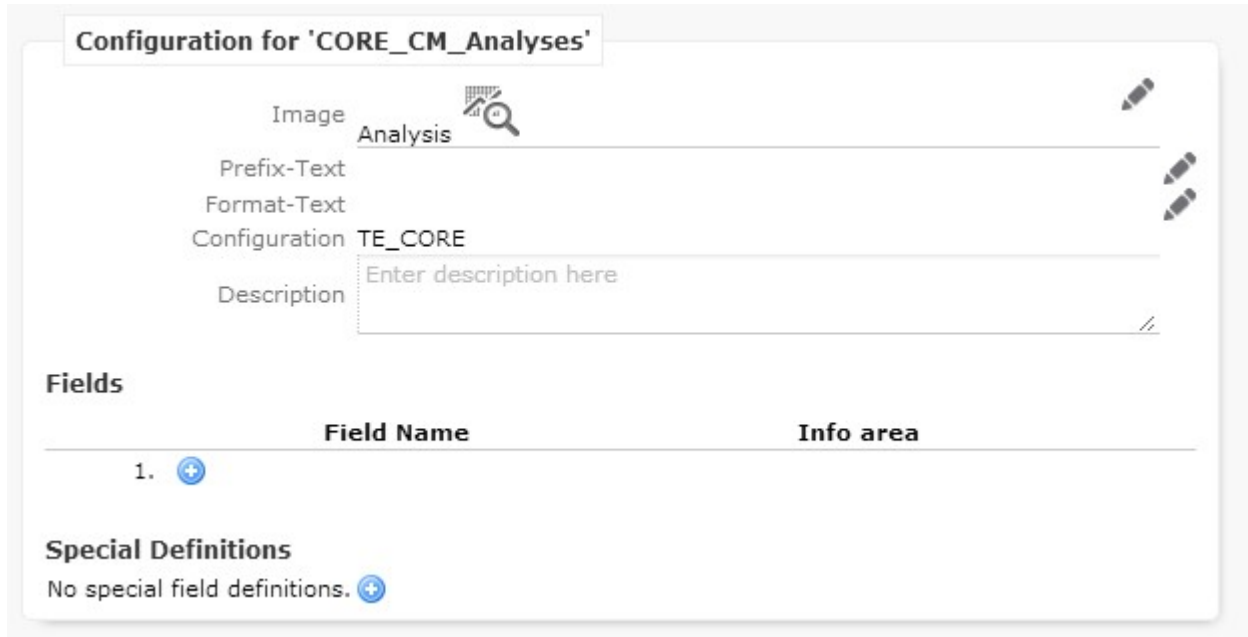 Configuration for 'CORE_CM_Analyses'
Image Analysis
Prefix-Text
Format-Text
Configuration TE_CORE
Description Enter description here
Fields
Field Name Info area
1.
Special Definitions
No special field definitions.